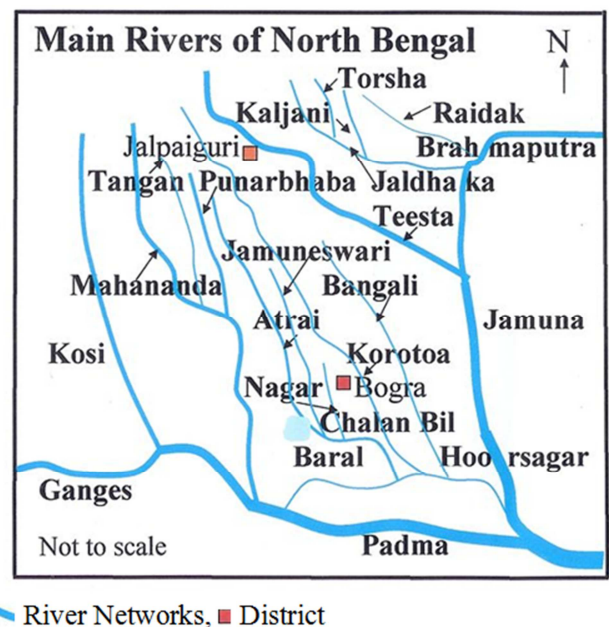 Main Rivers of North Bengal
N
Torsha
Kaljani
Raidak
Jalpaiguri
Brahmaputra
Tangan
Punarbhaba
Jaldhaka
Teesta
Jamuneswari
Mahananda
Bangali
Atrai
Jamuna
Kosi
Korotoa
Nagar
Bogra
Chalan Bil
Baral
Hoorsagar
Ganges
Not to scale
Padma
River Networks, District